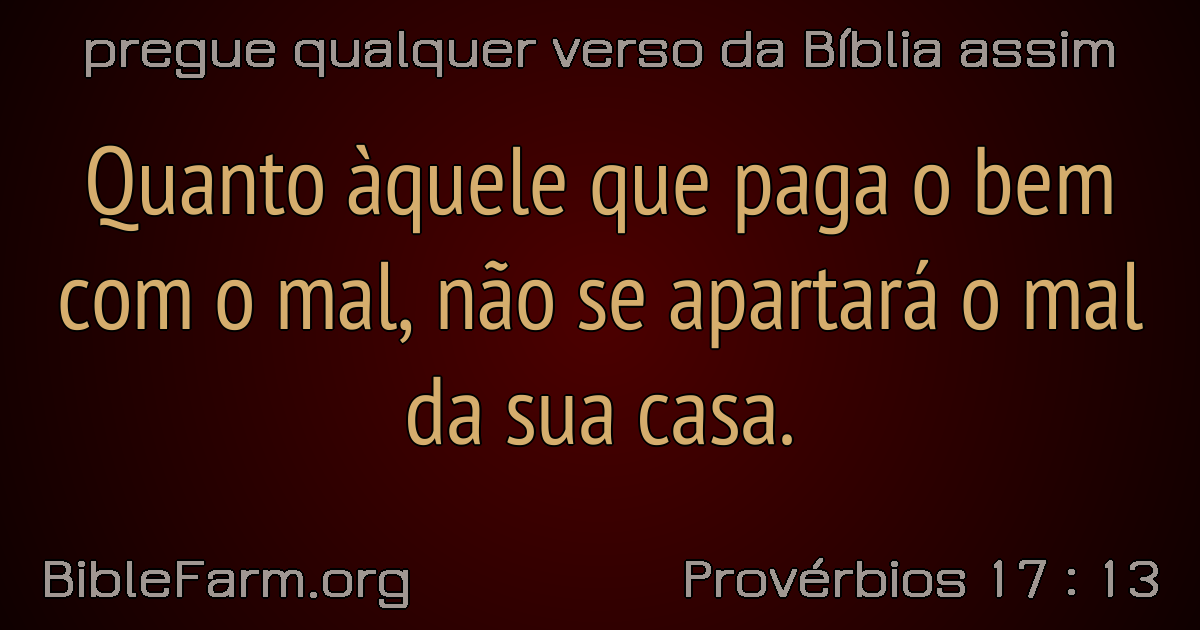 pregue qualquer verso da Bíblia assim
Quanto àquele que paga o bem
com o mal, não se apartará o mal
da sua casa.
BibleFarm.org
Provérbios 17 : 13